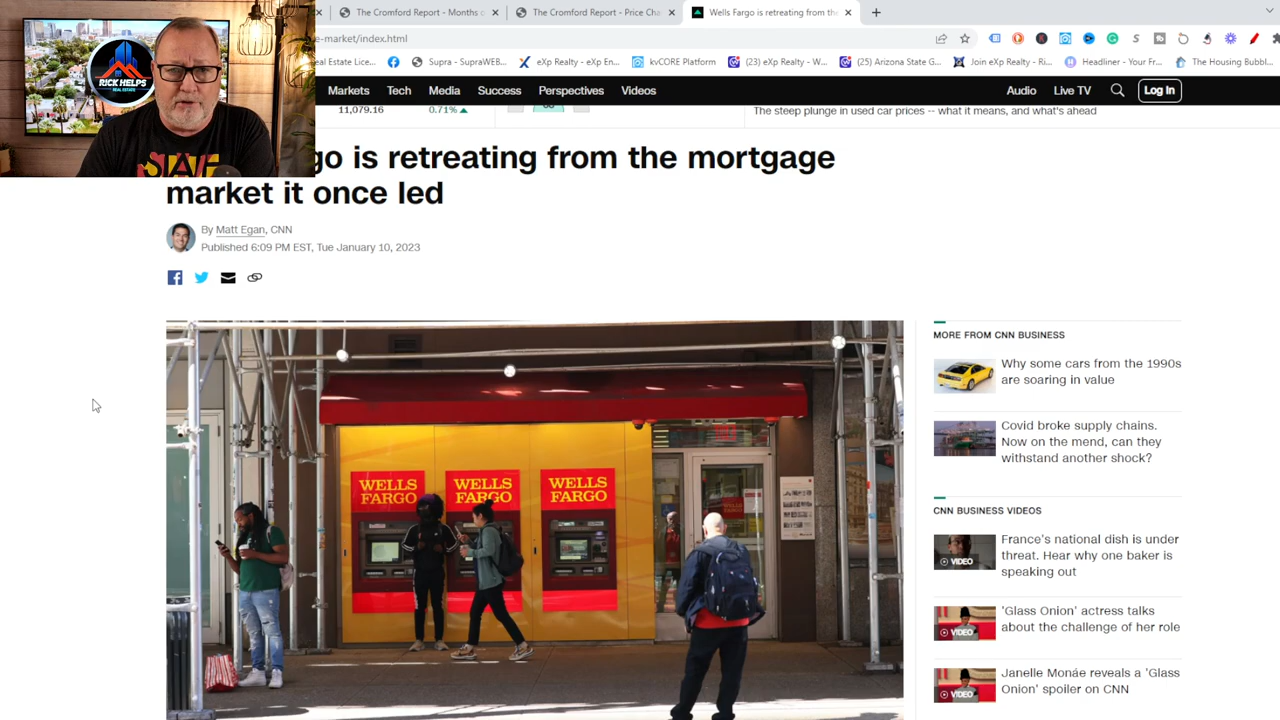 The Cromford Report - Months
The Cromford Report - Price Cha
Wells Fargo is retreating from the
e-market/index.html
Real Estate Lice...
Supra - SupraWEB...
eXp Realty - eXp En...
kvCORE Platform
(23) eXp Realty - W...
(25) Arizona State G...
Join eXp Realty - Ri...
Headliner - Your Fr...
The Housing Bubbl...
Markets
Tech
Media
Success
Perspectives
Videos
Audio
Live TV
Log In
11,079.16
0.71%
The steep plunge in used car prices -- what it means, and what's ahead
RICK HELPS
REAL ESTATE
go is retreating from the mortgage
market it once led
By Matt Egan, CNN
Published 6:09 PM EST, Tue January 10, 2023
WELLS
FARGO
WELLS
FARGO
WELLS
FARGO
MORE FROM CNN BUSINESS
Why some cars from the 1990s
are soaring in value
Covid broke supply chains.
Now on the mend, can they
withstand another shock?
CNN BUSINESS VIDEOS
France's national dish is under
threat. Hear why one baker is
speaking out
VIDEO
'Glass Onion' actress talks
about the challenge of her role
VIDEO
Janelle Monáe reveals a 'Glass
Onion' spoiler on CNN
VIDEO